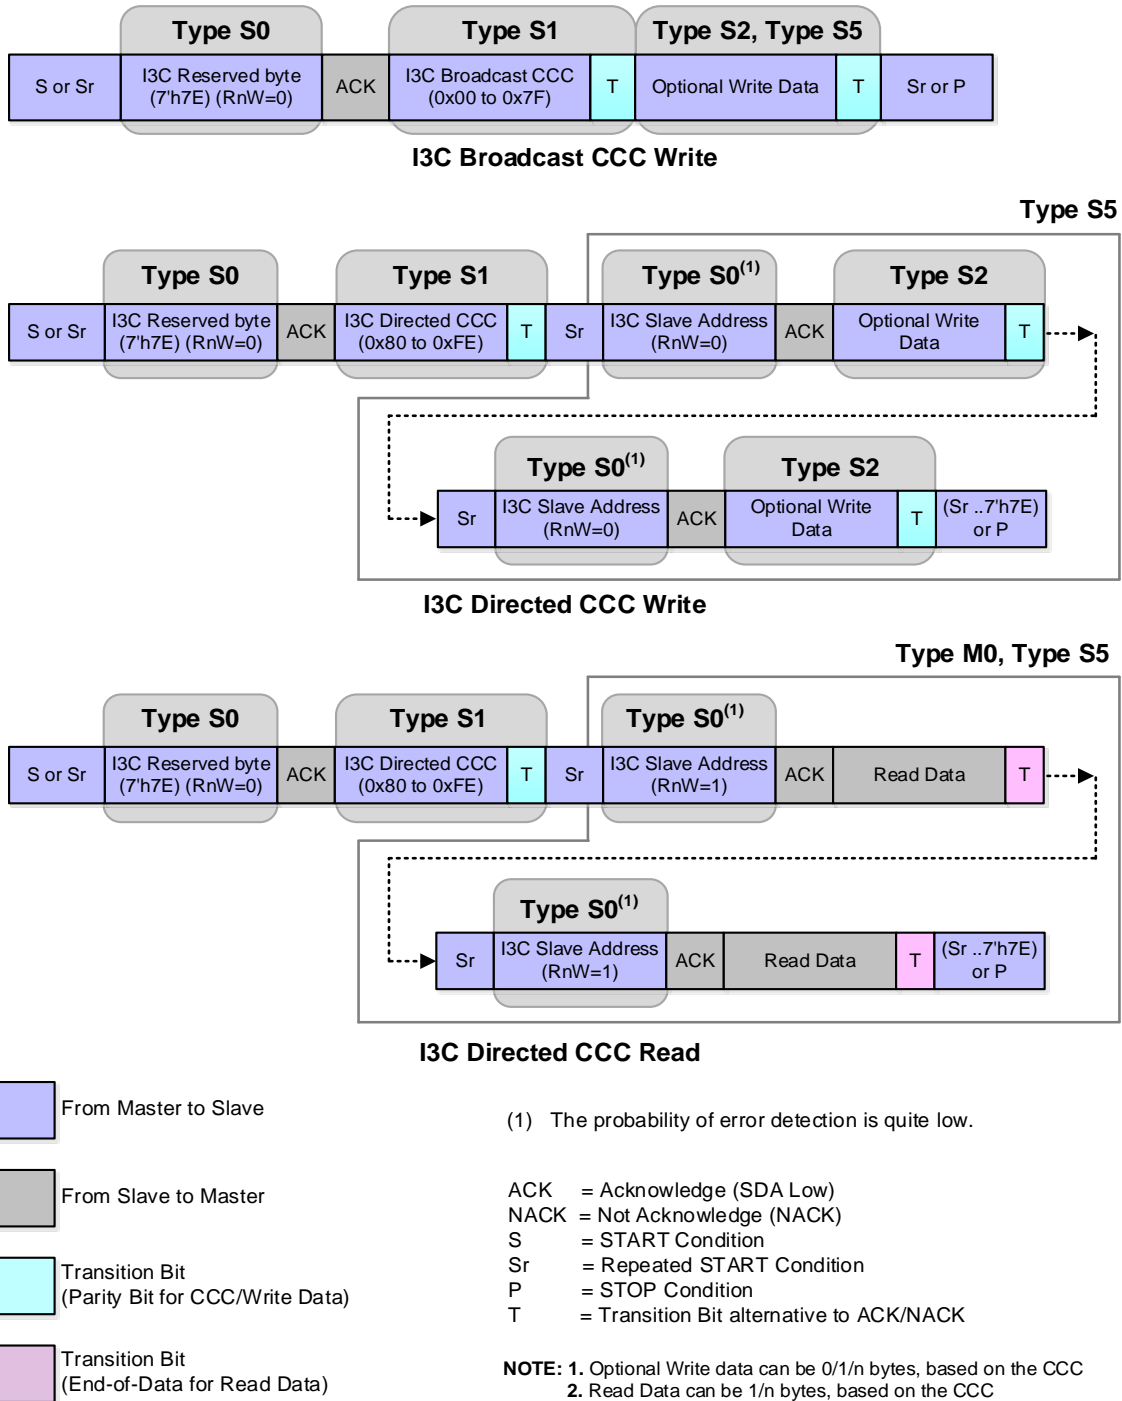 Type S0 Type S1 Type S2, Type S5
S or Sr I3C Reserved byte (7'h7E) (RnW=0) ACK I3C Broadcast CCC (0x00 to 0x7F) T Optional Write Data T Sr or P
I3C Broadcast CCC Write
Type S5
Type S0 Type S1 Type S0(1) Type S2
S or Sr I3C Reserved byte (7'h7E) (RnW=0) ACK I3C Directed CCC (0x80 to 0xFE) T Sr I3C Slave Address (RnW=0) ACK Optional Write Data T
Type S0(1) Type S2
Sr I3C Slave Address (RnW=0) ACK Optional Write Data T (Sr ..7'h7E) or P
I3C Directed CCC Write
Type M0, Type S5
Type S0 Type S1 Type S0(1)
S or Sr I3C Reserved byte (7'h7E) (RnW=0) ACK I3C Directed CCC (0x80 to 0xFE) T Sr I3C Slave Address (RnW=1) ACK Read Data T
Type S0(1)
Sr I3C Slave Address (RnW=1) ACK Read Data T (Sr ..7'h7E) or P
I3C Directed CCC Read
From Master to Slave
From Slave to Master
Transition Bit
(Parity Bit for CCC/Write Data)
Transition Bit
(End-of-Data for Read Data)
(1) The probability of error detection is quite low.
ACK = Acknowledge (SDA Low)
NACK = Not Acknowledge (NACK)
S = START Condition
Sr = Repeated START Condition
P = STOP Condition
T = Transition Bit alternative to ACK/NACK
NOTE: 1. Optional Write data can be 0/1/n bytes, based on the CCC
2. Read Data can be 1/n bytes, based on the CCC